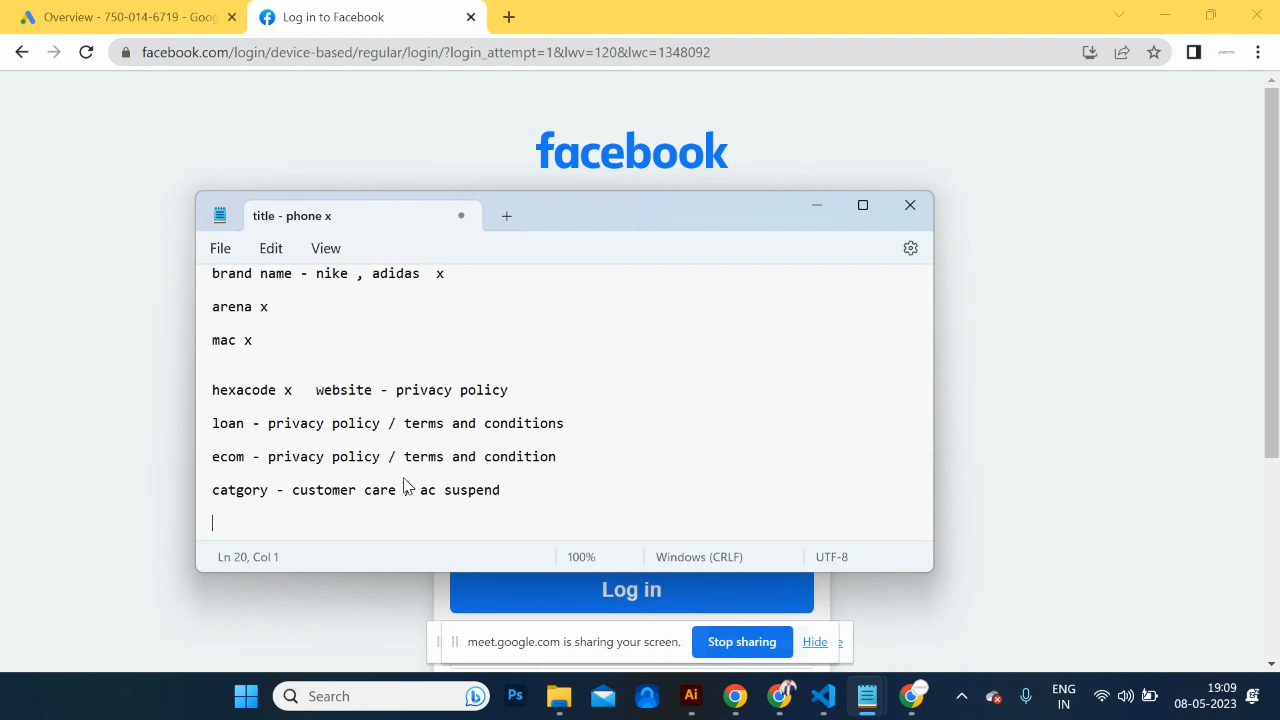 Overview - 750-014-6719 - Goog
Log in to Facebook
facebook.com/login/device-based/regular/login/?login_attempt=1&lwv=120&lwc=1348092
facebook
title - phone x
File Edit View
brand name - nike , adidas x
arena x
mac x
hexacode x website - privacy policy
loan - privacy policy / terms and conditions
ecom - privacy policy / terms and condition
catgory - customer care ac suspend
Ln 20, Col 1 100% Windows (CRLF) UTF-8
Log in
meet.google.com is sharing your screen. Stop sharing Hide
Search
Ps
Ai
ENG
IN
19:09
08-05-2023